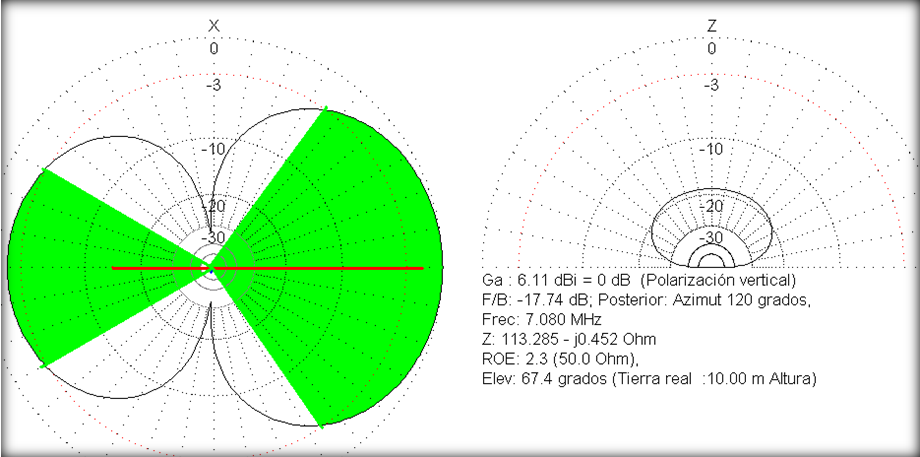 X
0
-3
-10
-20
-30
Z
0
-3
-10
-20
-30
Ga : 6.11 dBi = 0 dB (Polarización vertical)
F/B: -17.74 dB; Posterior: Azimut 120 grados,
Frec: 7.080 MHz
Z: 113.285 - j0.452 Ohm
ROE: 2.3 (50.0 Ohm),
Elev: 67.4 grados (Tierra real :10.00 m Altura)